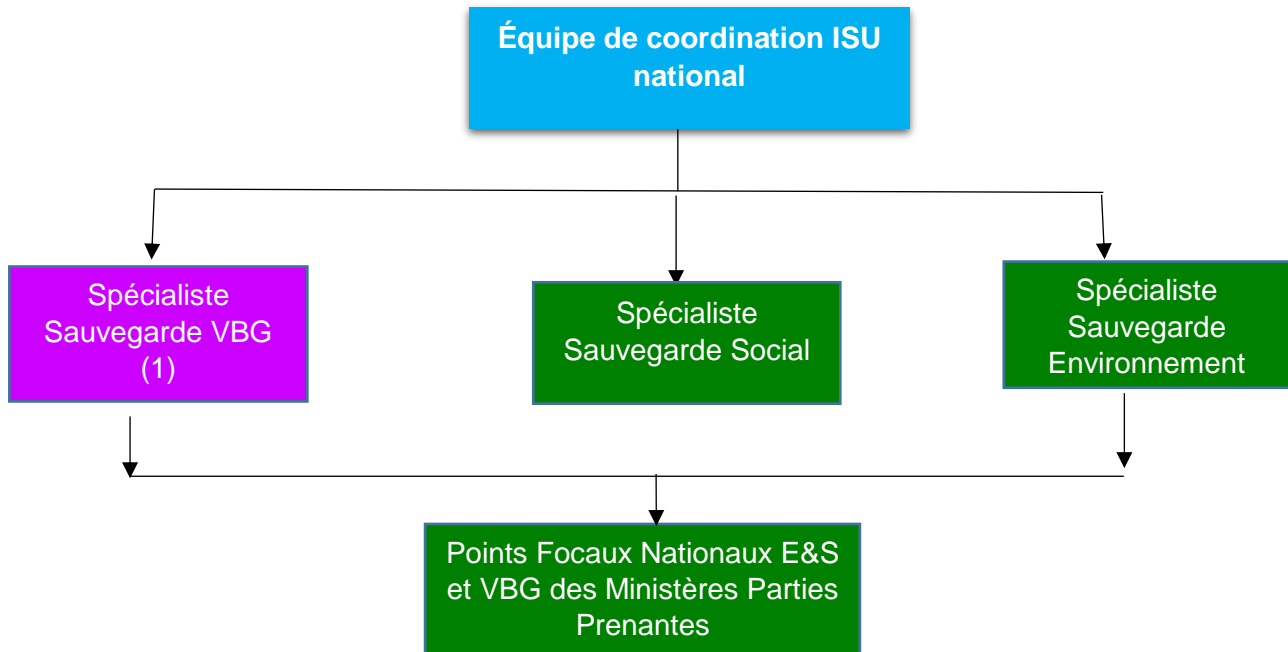 Équipe de coordination ISU
national
Spécialiste
Sauvegarde VBG
(1)
Spécialiste
Sauvegarde Social
Spécialiste
Sauvegarde
Environnement
Points Focaux Nationaux E&S
et VBG des Ministères Parties
Prenantes